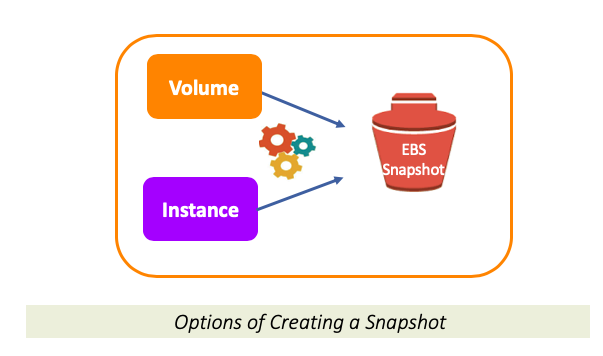 Volume
EBS
Snapshot
Instance
Options of Creating a Snapshot